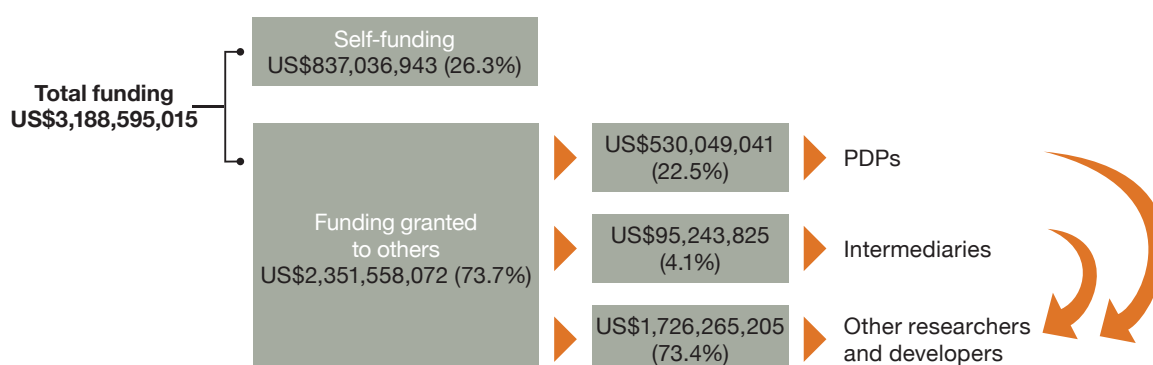 Self-funding
US$837,036,943 (26.3%)
Total funding
US$3,188,595,015
Funding granted
to others
US$2,351,558,072 (73.7%)
US$530,049,041
(22.5%)
PDPs
US$95,243,825
(4.1%)
Intermediaries
US$1,726,265,205
(73.4%)
Other researchers
and developers